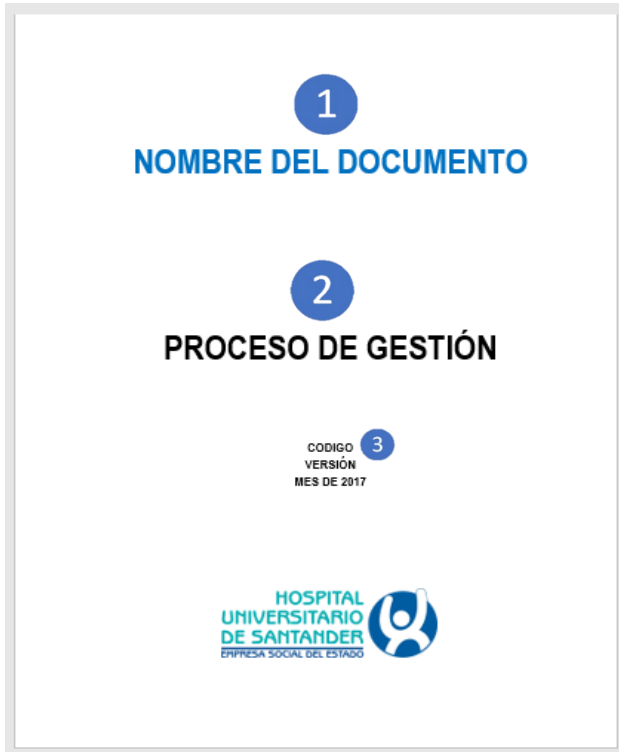 1
NOMBRE DEL DOCUMENTO
2
PROCESO DE GESTIÓN
CODIGO 3
VERSIÓN
MES DE 2017
HOSPITAL
UNIVERSITARIO
DE SANTANDER
EMPRESA SOCIAL DEL ESTADO